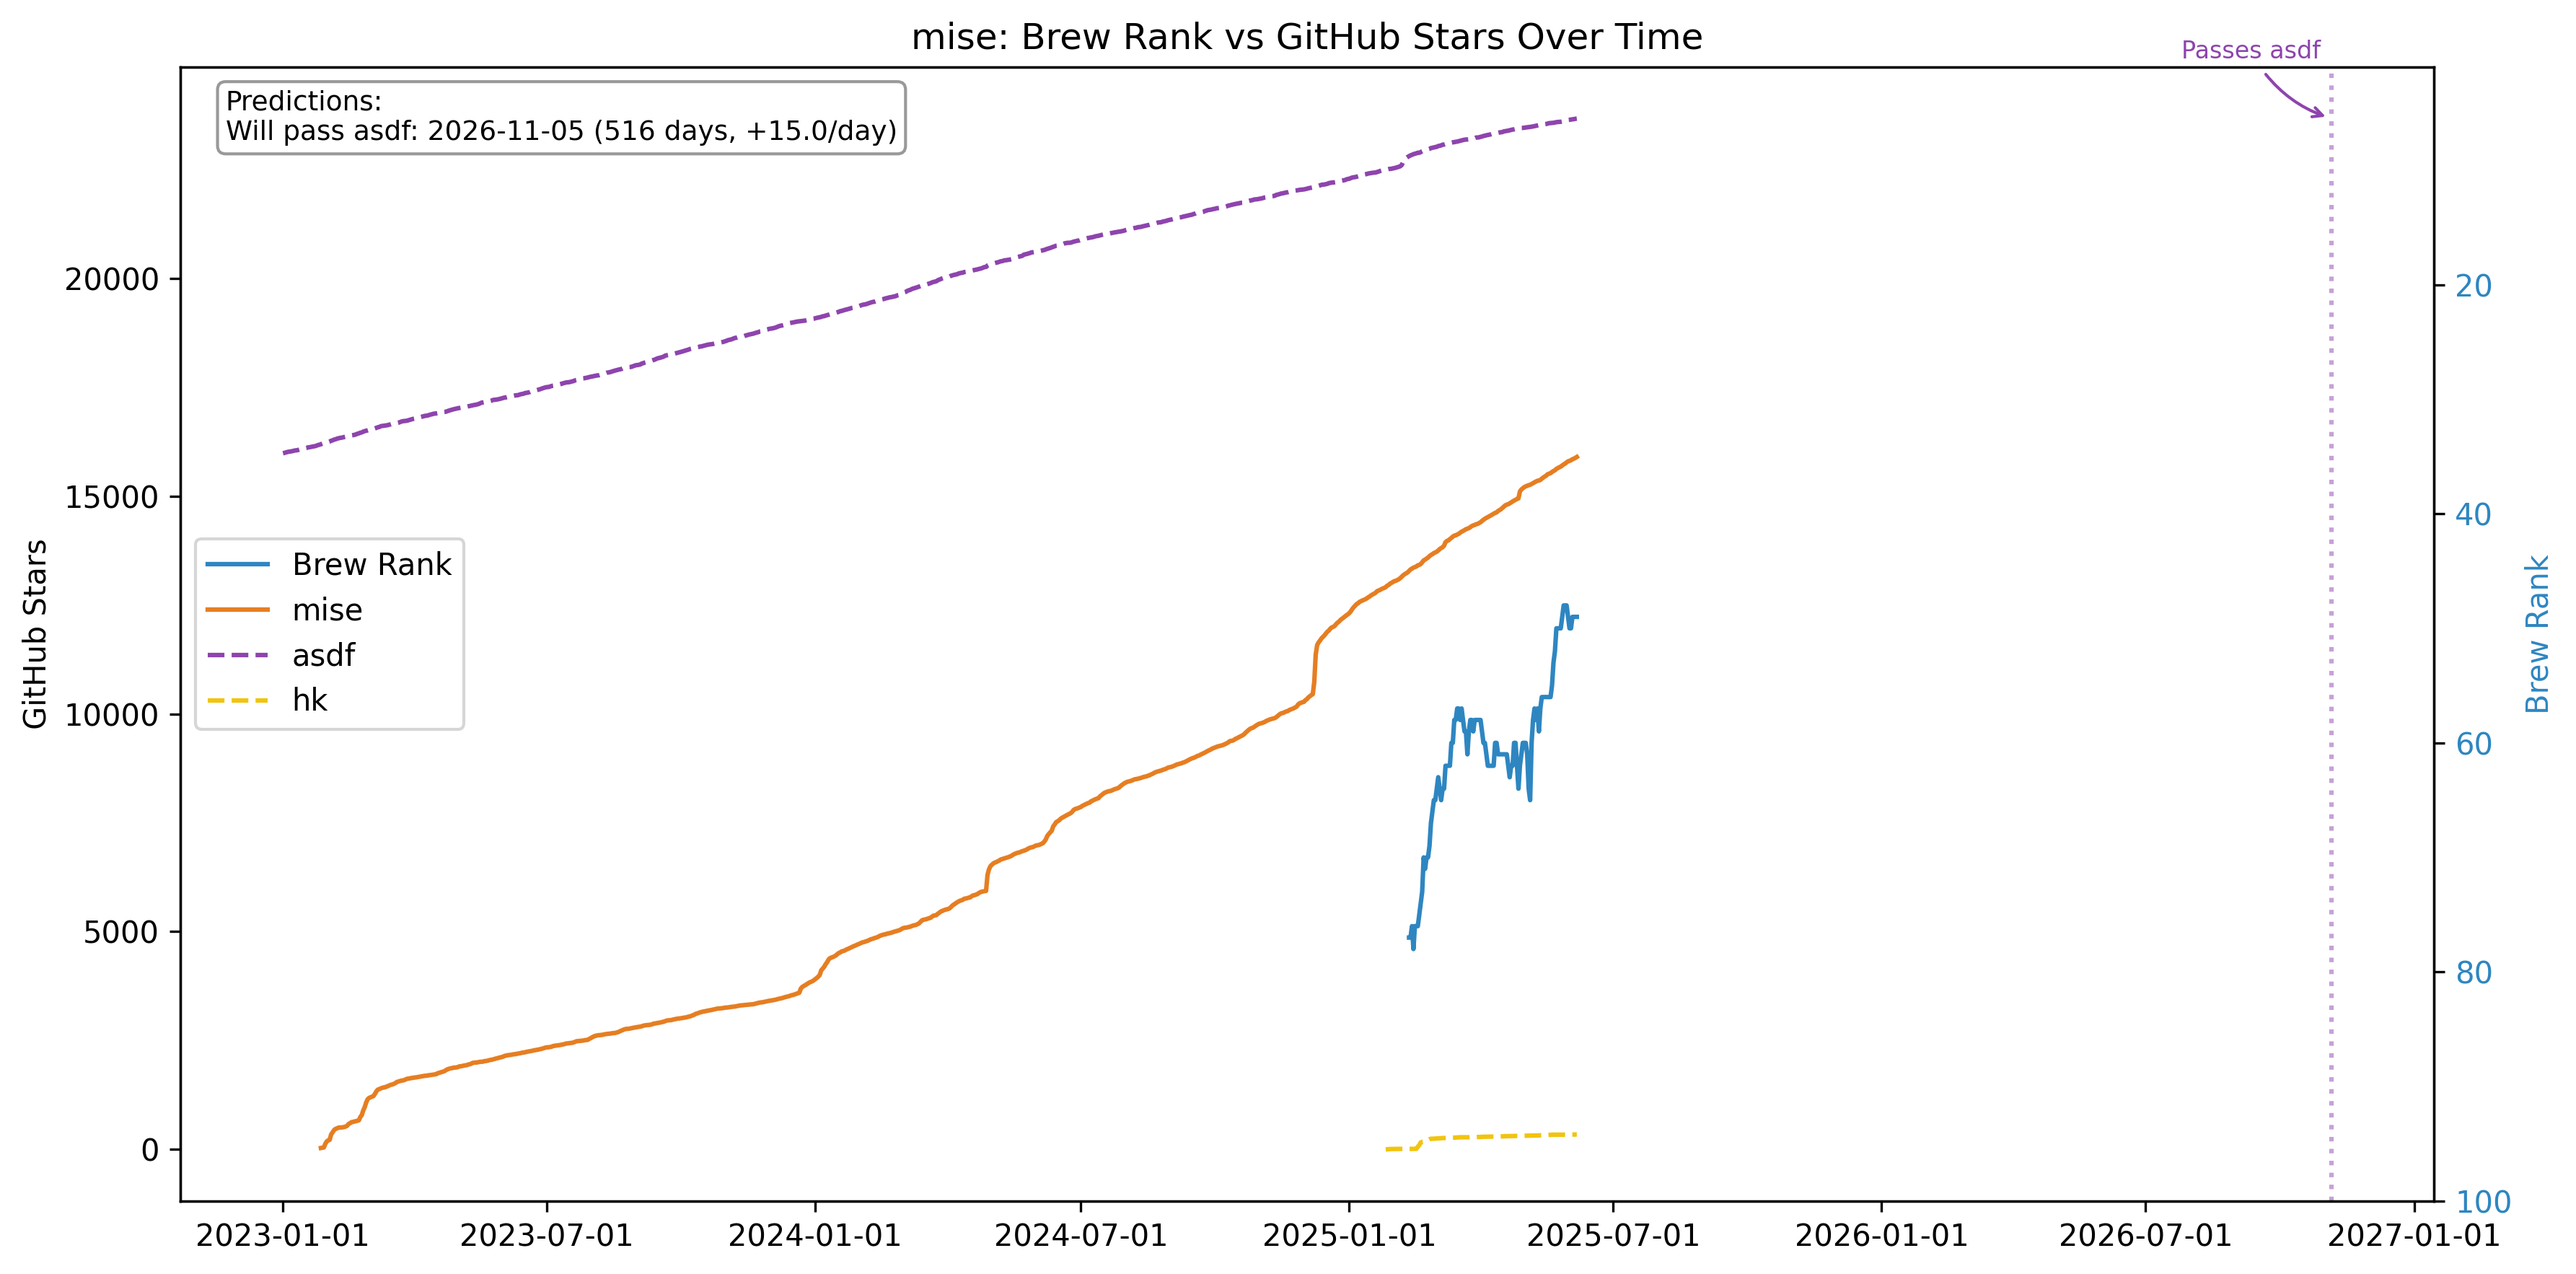 mise: Brew Rank vs GitHub Stars Over Time
Passes asdf
Predictions:
Will pass asdf: 2026-11-05 (516 days, +15.0/day)
GitHub Stars
20000
15000
10000
5000
0
Brew Rank
mise
asdf
hk
20
40
60
80
100
Brew Rank
2023-01-01
2023-07-01
2024-01-01
2024-07-01
2025-01-01
2025-07-01
2026-01-01
2026-07-01
2027-01-01